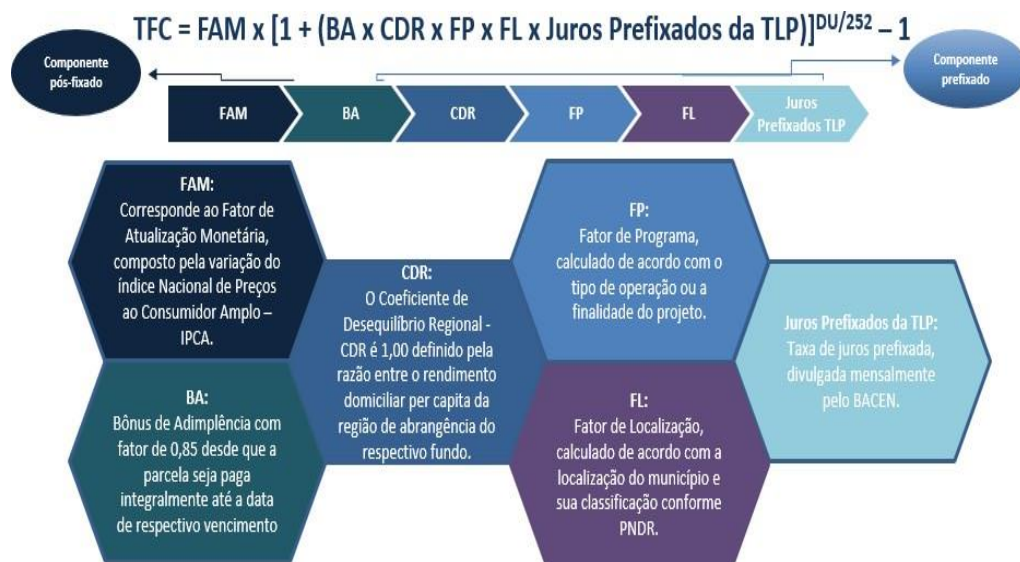 TFC = FAM x [1 + (BA x CDR x FP x FL x Juros Prefixados da TLP)]DU/252 – 1
Componente
pós-fixado
Componente
prefixado
FAM
BA
CDR
FP
FL
Juros
Prefixados TLP
FAM:
Corresponde ao Fator de
Atualização Monetária,
composto pela variação do
índice Nacional de Preços
ao Consumidor Amplo –
IPCA.
BA:
Bônus de Adimplência com
fator de 0,85 desde que a
parcela seja paga
integralmente até a data
de respectivo vencimento
CDR:
O Coeficiente de
Desequilíbrio Regional -
CDR é 1,00 definido pela
razão entre o rendimento
domiciliar per capita da
região de abrangência do
respectivo fundo.
FP:
Fator de Programa,
calculado de acordo com o
tipo de operação ou a
finalidade do projeto.
FL:
Fator de Localização,
calculado de acordo com a
localização do município e
sua classificação conforme
PNDR.
Juros Prefixados da TLP:
Taxa de juros prefixada,
divulgada mensalmente
pelo BACEN.